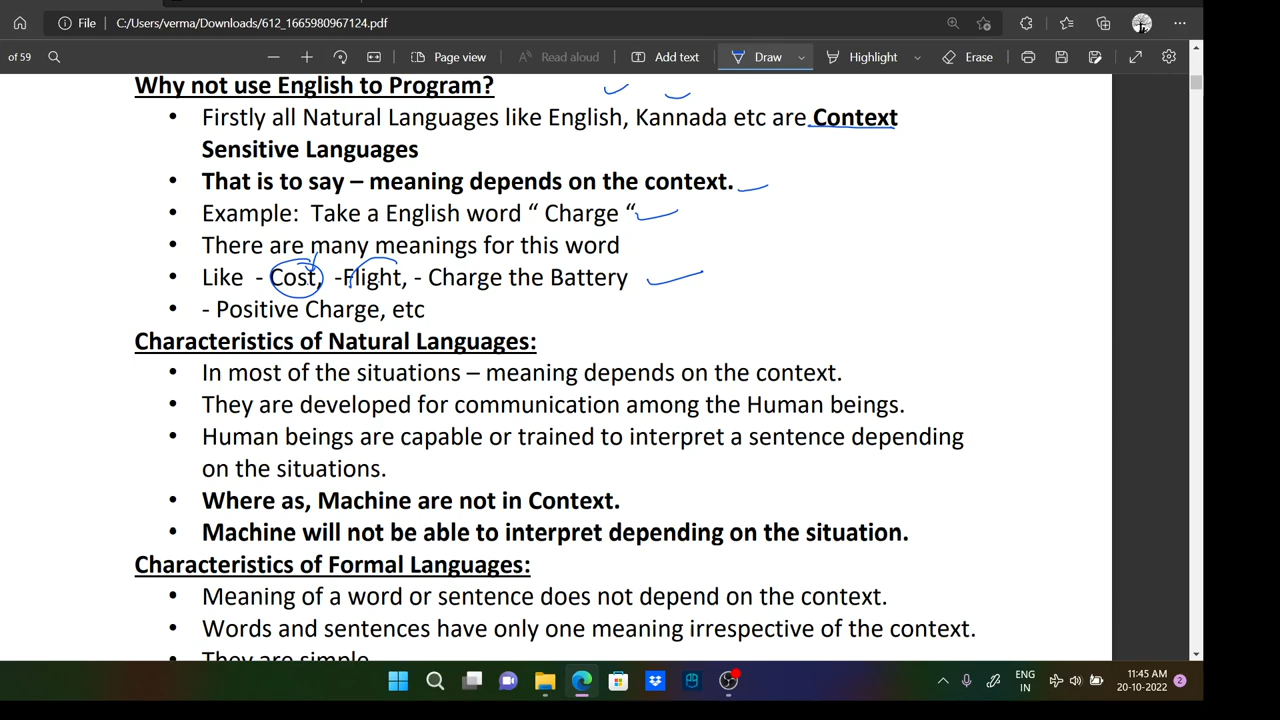 File
C:/Users/verma/Downloads/612_1665980967124.pdf
of 59
Page view
Read aloud
Add text
Draw
Highlight
Erase
Why not use English to Program?
• Firstly all Natural Languages like English, Kannada etc are Context
Sensitive Languages
• That is to say – meaning depends on the context.
• Example: Take a English word “ Charge “
• There are many meanings for this word
• Like - Cost, -Flight, - Charge the Battery
• - Positive Charge, etc
Characteristics of Natural Languages:
• In most of the situations – meaning depends on the context.
• They are developed for communication among the Human beings.
• Human beings are capable or trained to interpret a sentence depending
on the situations.
• Where as, Machine are not in Context.
• Machine will not be able to interpret depending on the situation.
Characteristics of Formal Languages:
• Meaning of a word or sentence does not depend on the context.
• Words and sentences have only one meaning irrespective of the context.
• They are simple
ENG
IN
11:45 AM
20-10-2022
2